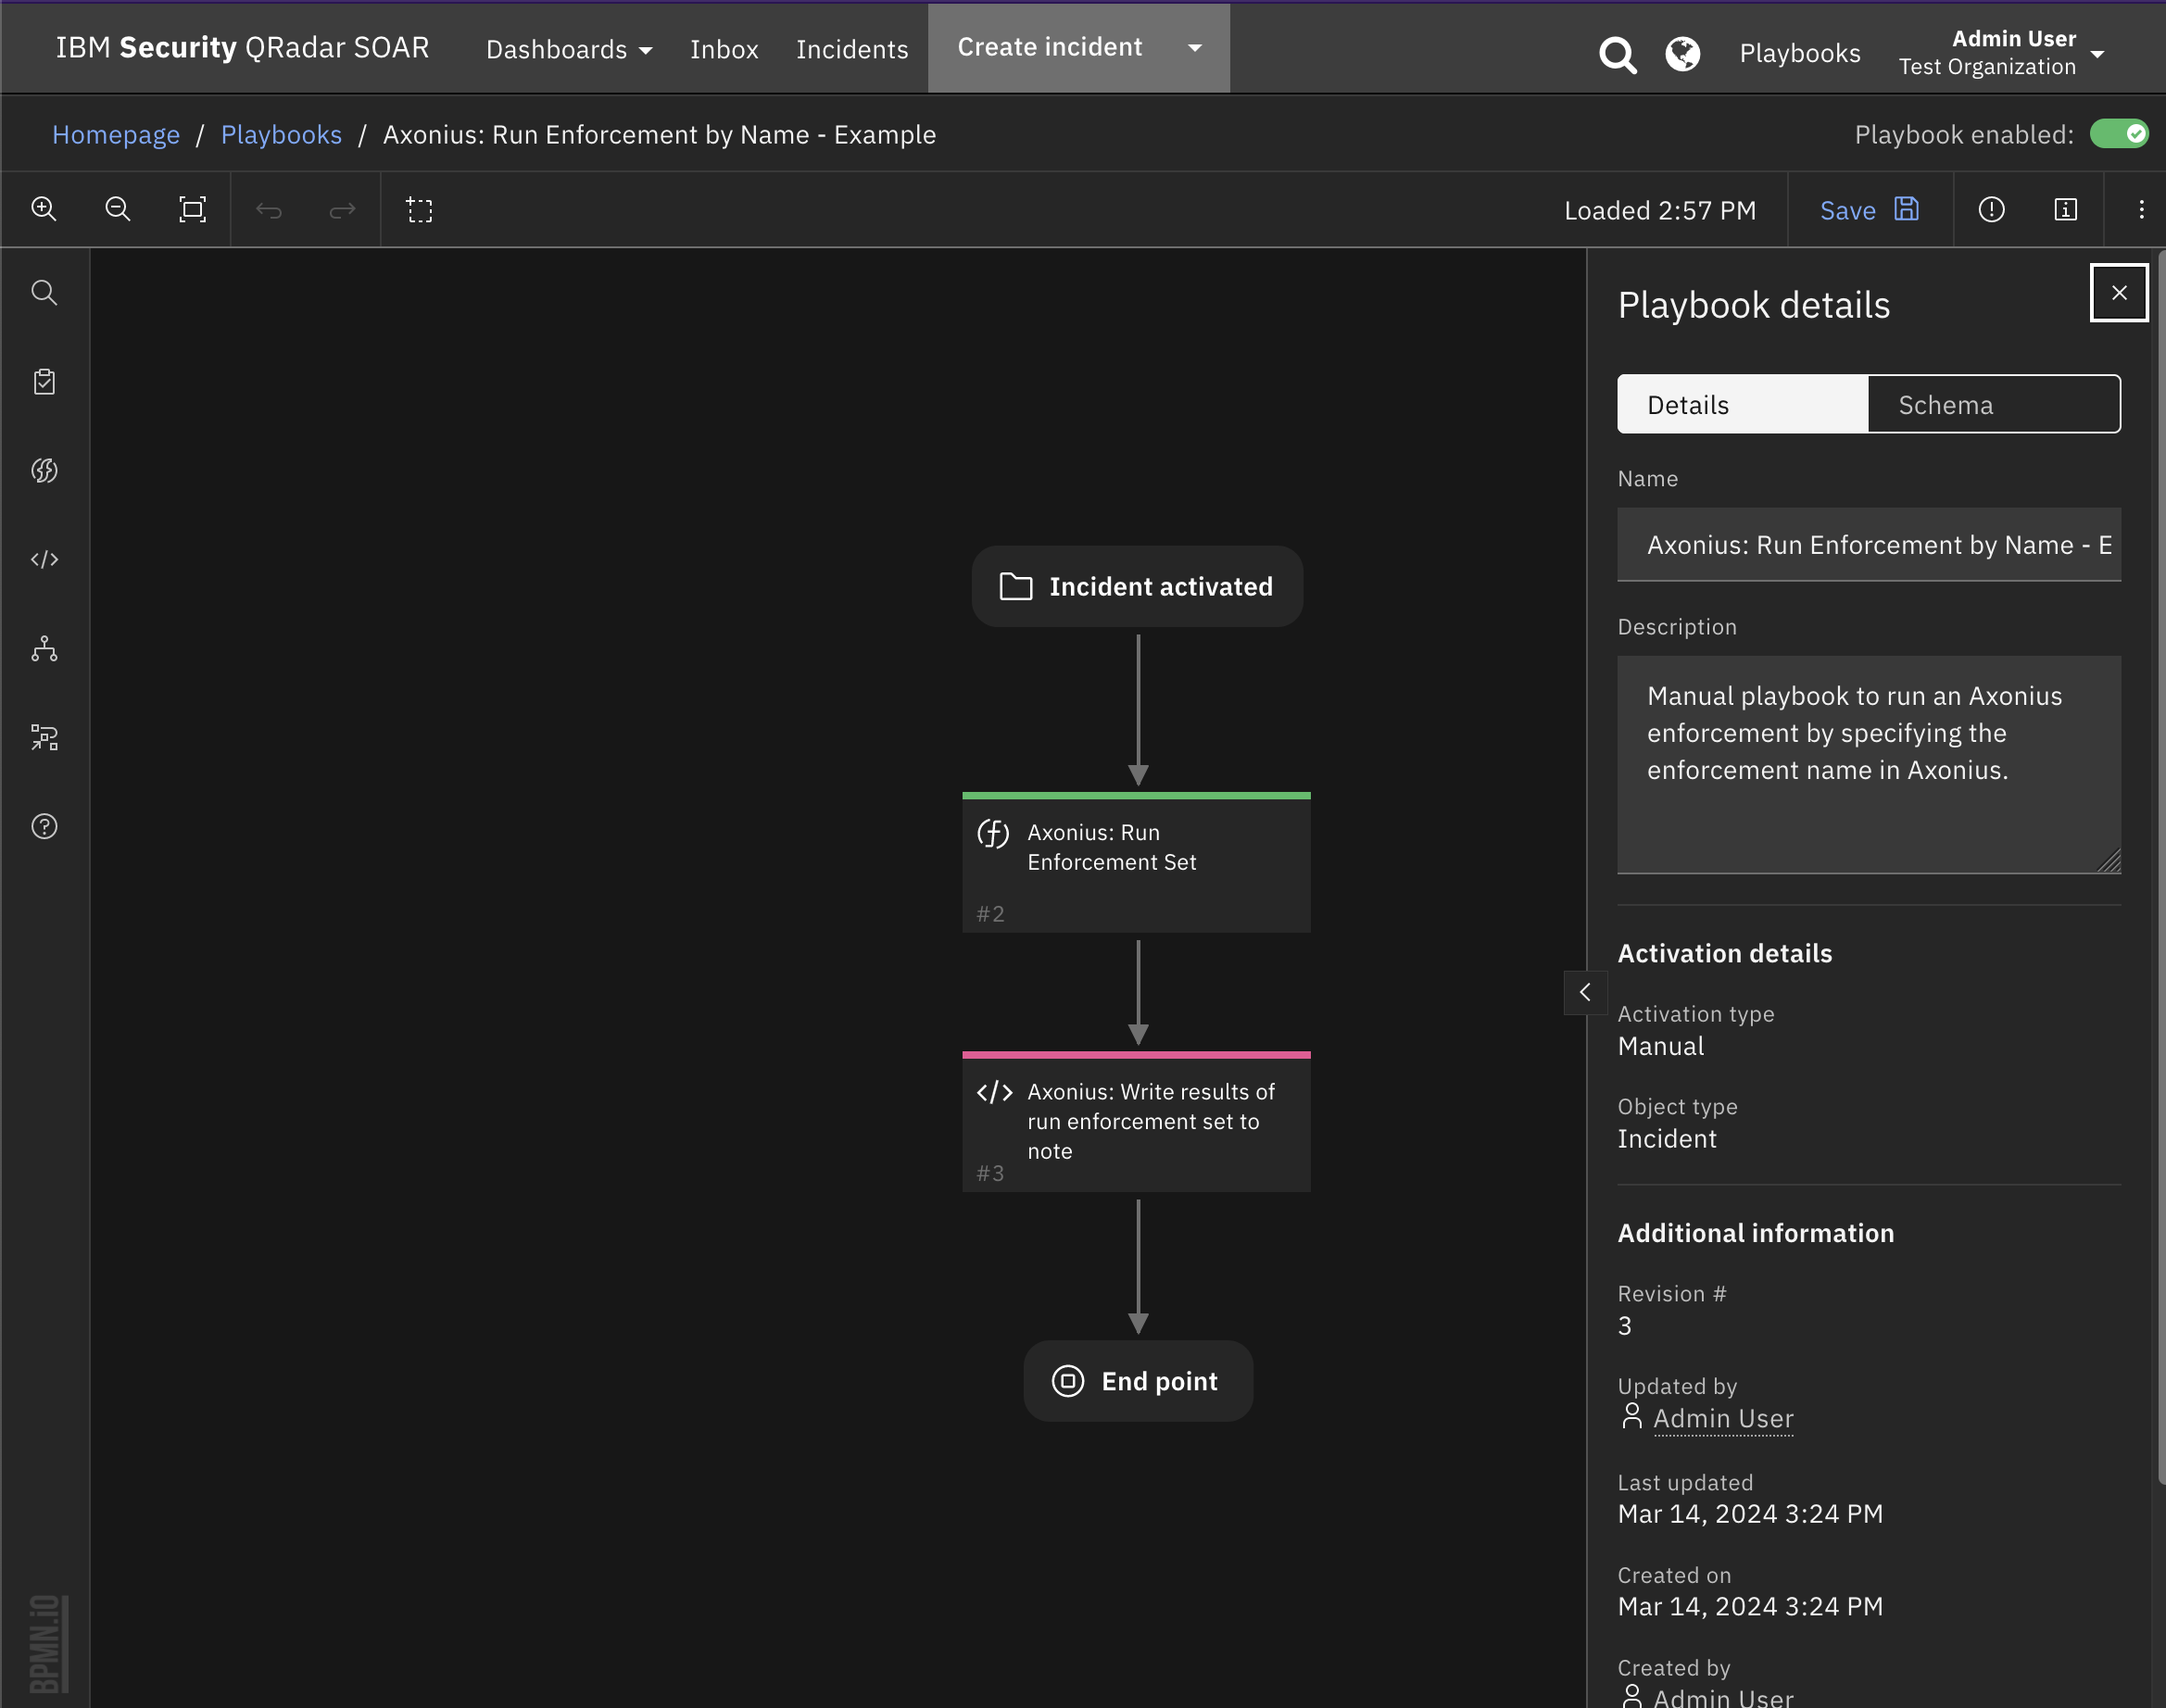 IBM Security QRadar SOAR
Dashboards
Inbox
Incidents
Create incident
Playbooks
Admin User
Test Organization
Homepage / Playbooks / Axonius: Run Enforcement by Name - Example
Playbook enabled:
Loaded 2:57 PM
Save
Incident activated
Axonius: Run
Enforcement Set
#2
Axonius: Write results of
run enforcement set to
note
#3
End point
BPMN.iO
Playbook details
Details
Schema
Name
Axonius: Run Enforcement by Name - E
Description
Manual playbook to run an Axonius
enforcement by specifying the
enforcement name in Axonius.
Activation details
Activation type
Manual
Object type
Incident
Additional information
Revision #
3
Updated by
Admin User
Last updated
Mar 14, 2024 3:24 PM
Created on
Mar 14, 2024 3:24 PM
Created by
Admin User